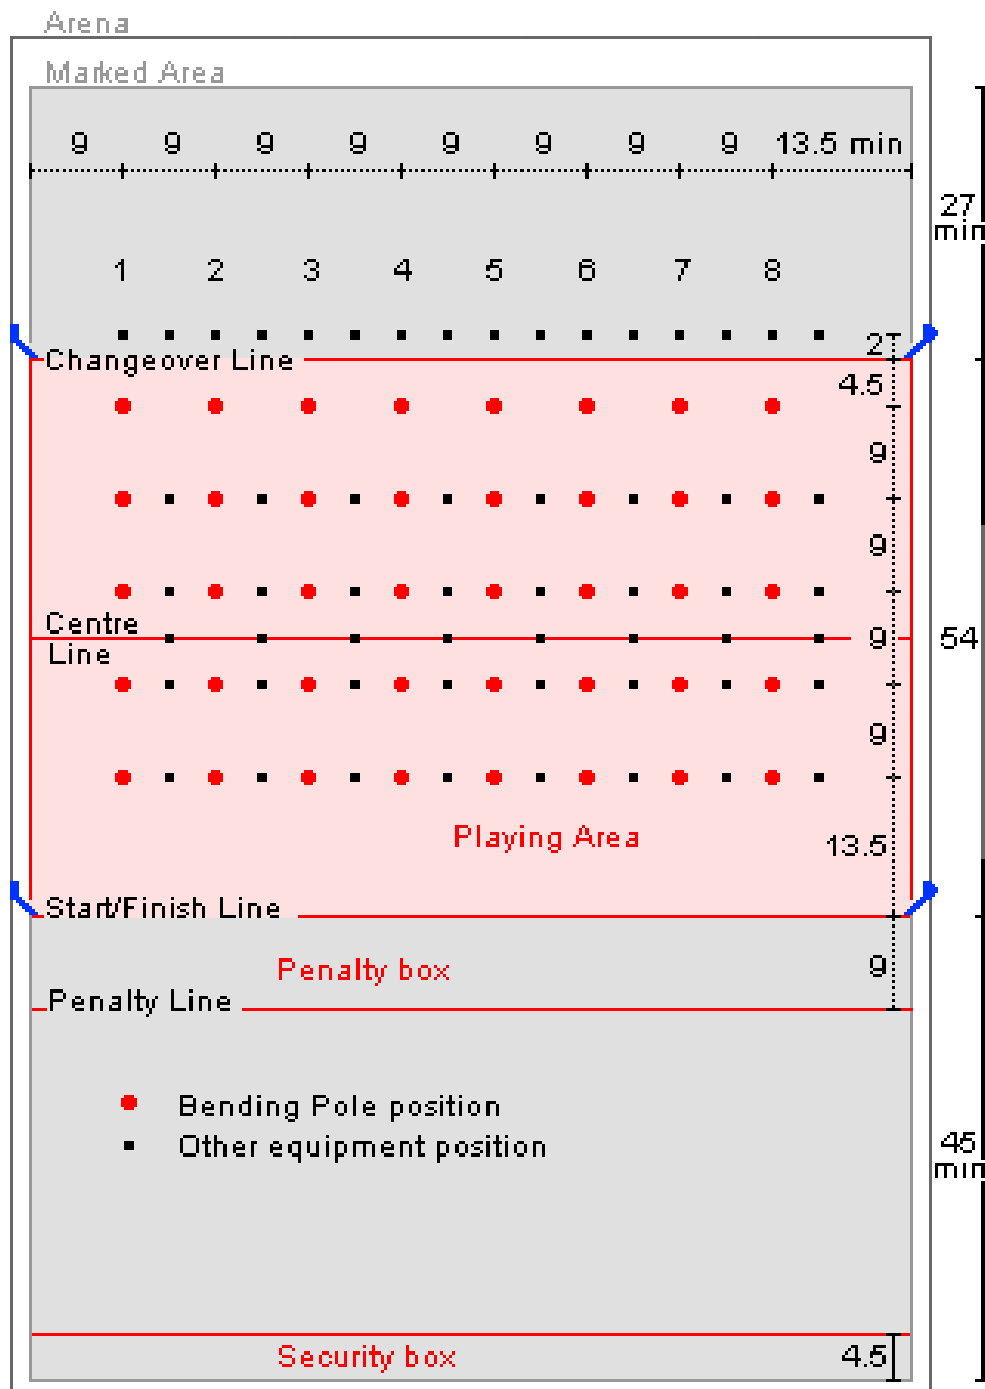 Arena
Marked Area
9 9 9 9 9 9 9 9 13.5 min
27
min
1 2 3 4 5 6 7 8
2
Changeover Line
4.5
9
9
Centre
Line
9
54
9
Playing Area
13.5
Start/Finish Line
Penalty box
9
Penalty Line
Bending Pole position
Other equipment position
45
min
Security box
4.5